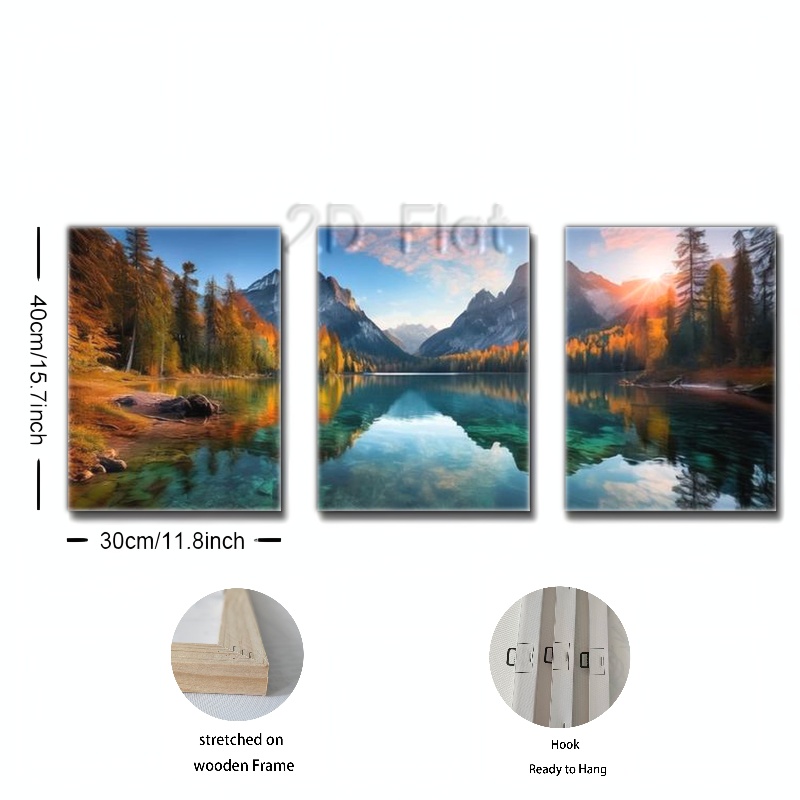 2D Flat
40cm/15.7inch
30cm/11.8inch
stretched on
wooden Frame
Hook
Ready to Hang